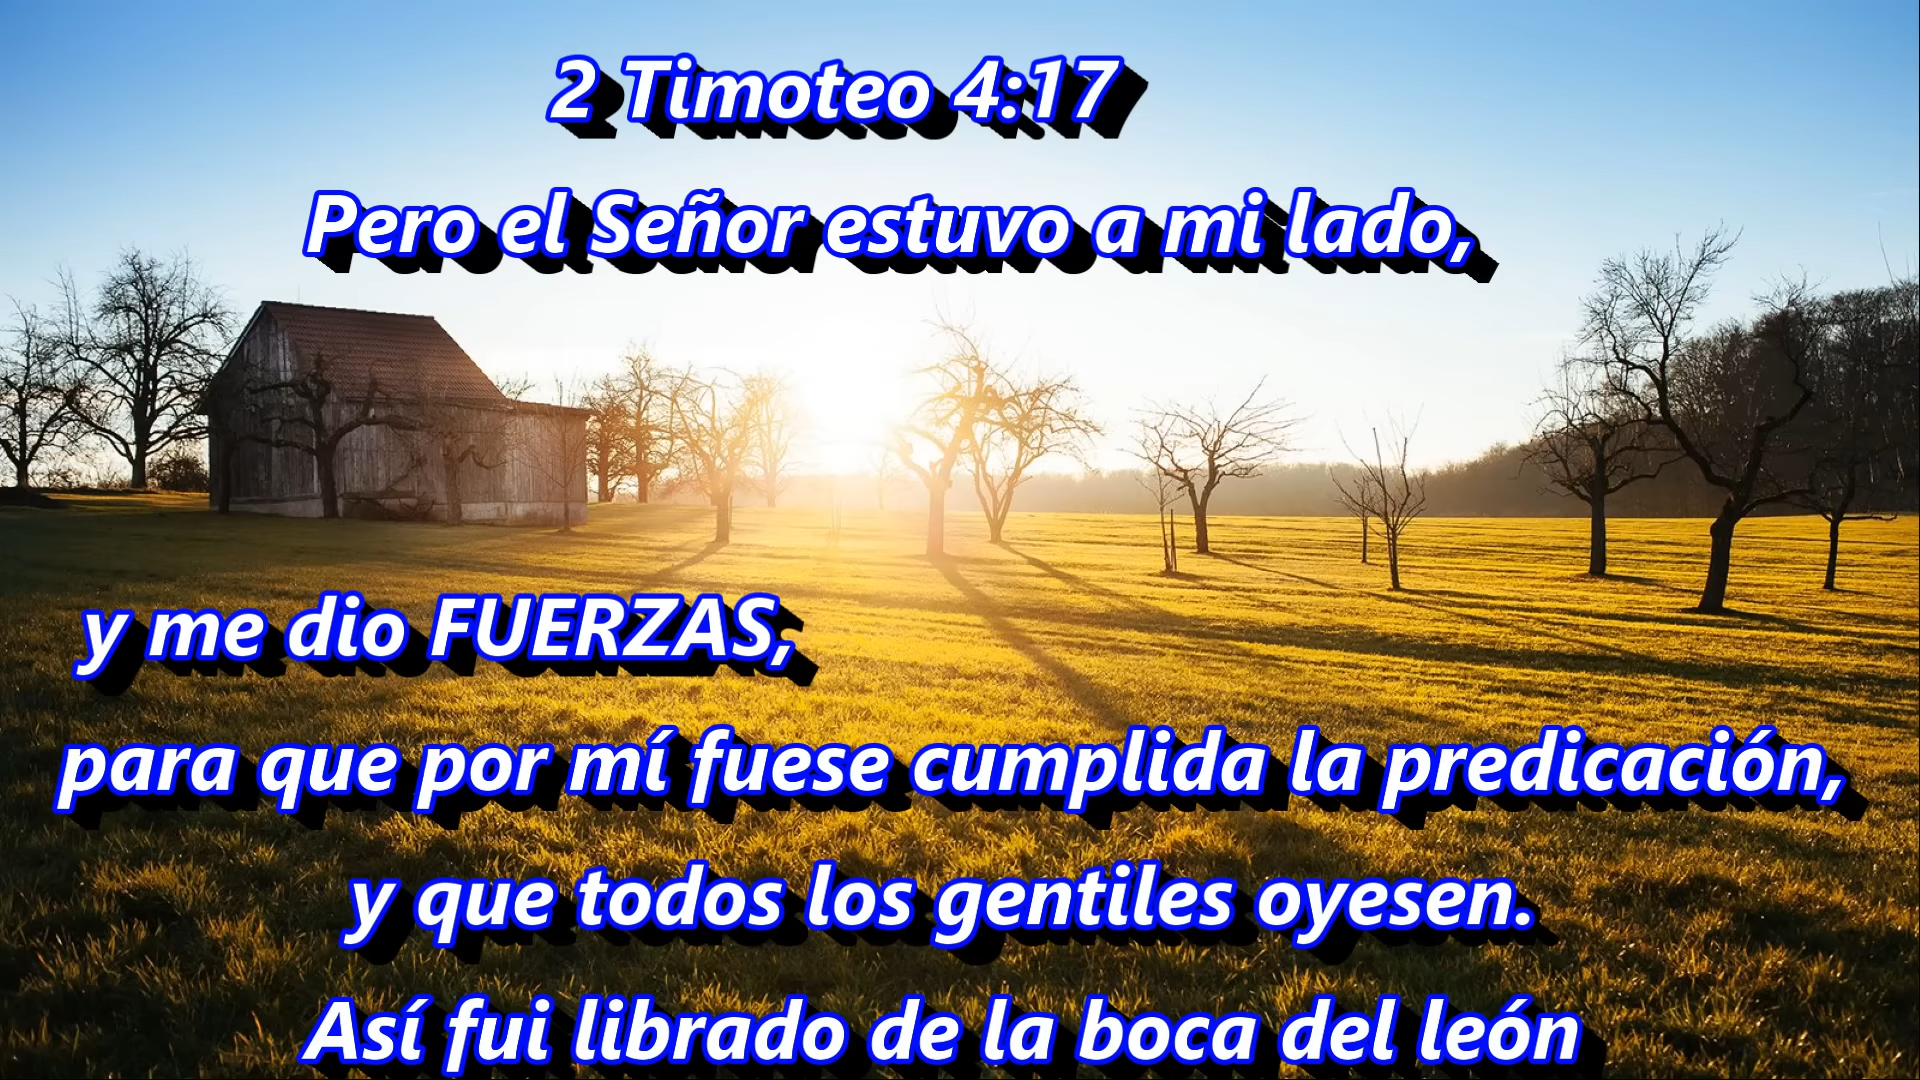 2 Timoteo 4:17
Pero el Señor estuvo a mi lado,
y me dio FUERZAS,
para que por mí fuese cumplida la predicación,
y que todos los gentiles oyesen.
Así fui librado de la boca del león